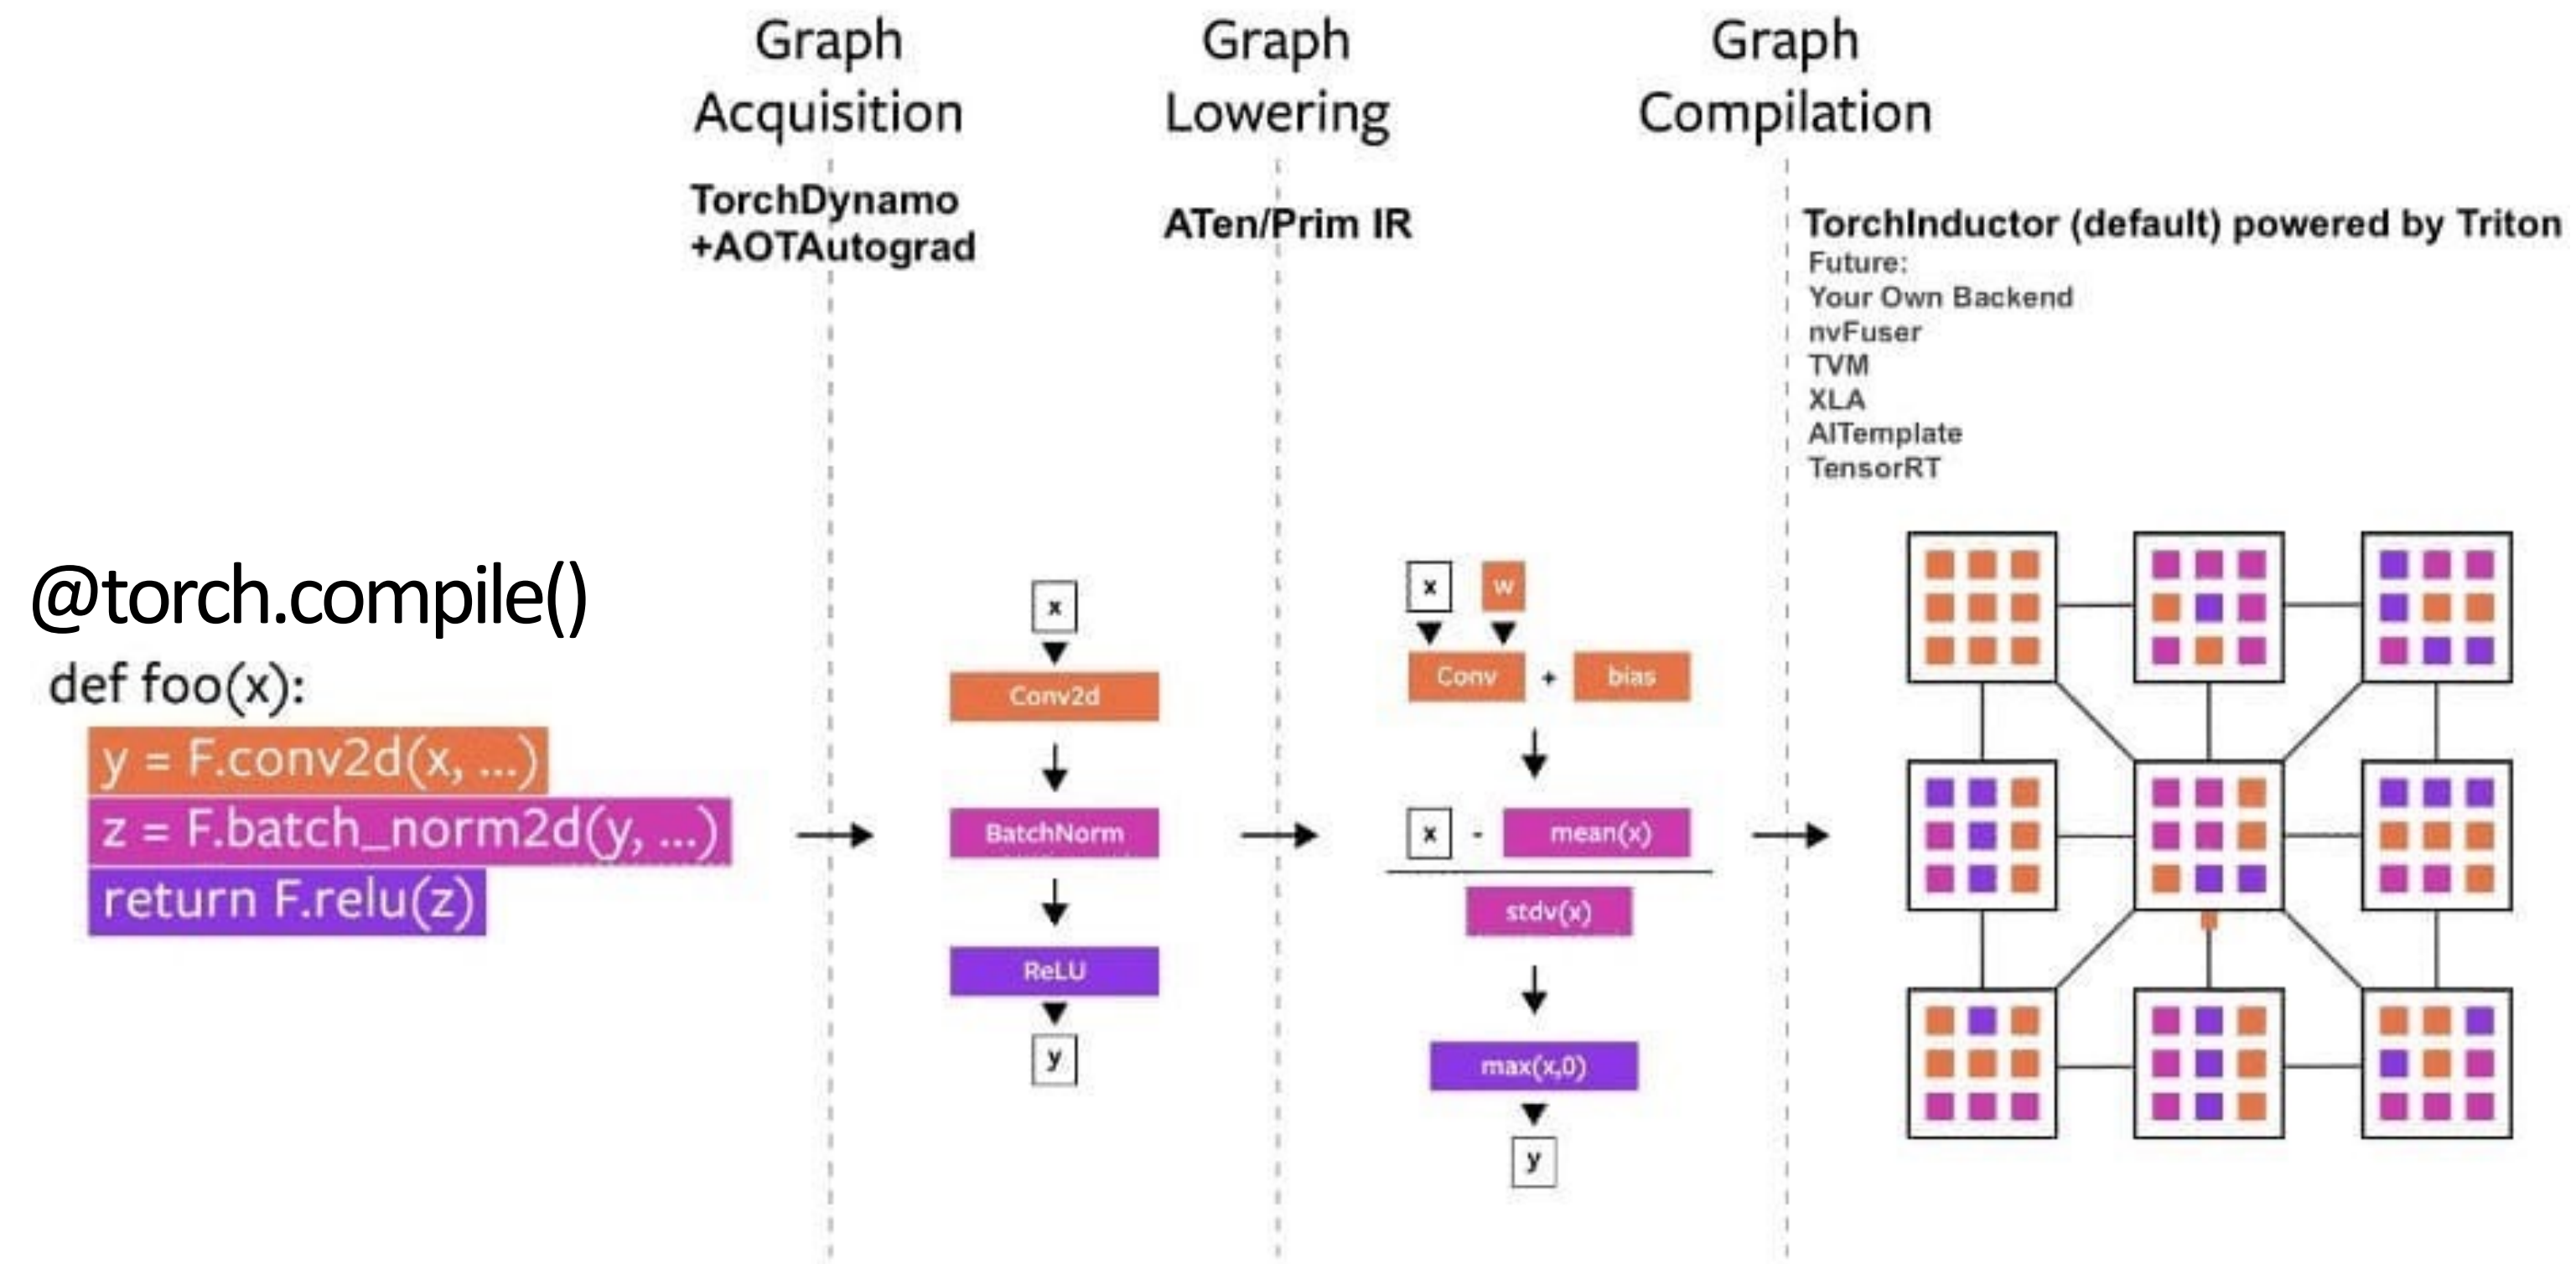 Graph
Acquisition
Graph
Lowering
Graph
Compilation
TorchDynamo
+AOTAutograd
ATen/Prim IR
TorchInductor (default) powered by Triton
Future:
Your Own Backend
nvFuser
TVM
XLA
AITemplate
TensorRT
@torch.compile()
def foo(x):
y = F.conv2d(x, ...)
z = F.batch_norm2d(y, ...)
return F.relu(z)
x
Conv2d
BatchNorm
ReLU
y
x w
Conv + bias
x - mean(x)
stdv(x)
max(x,0)
y